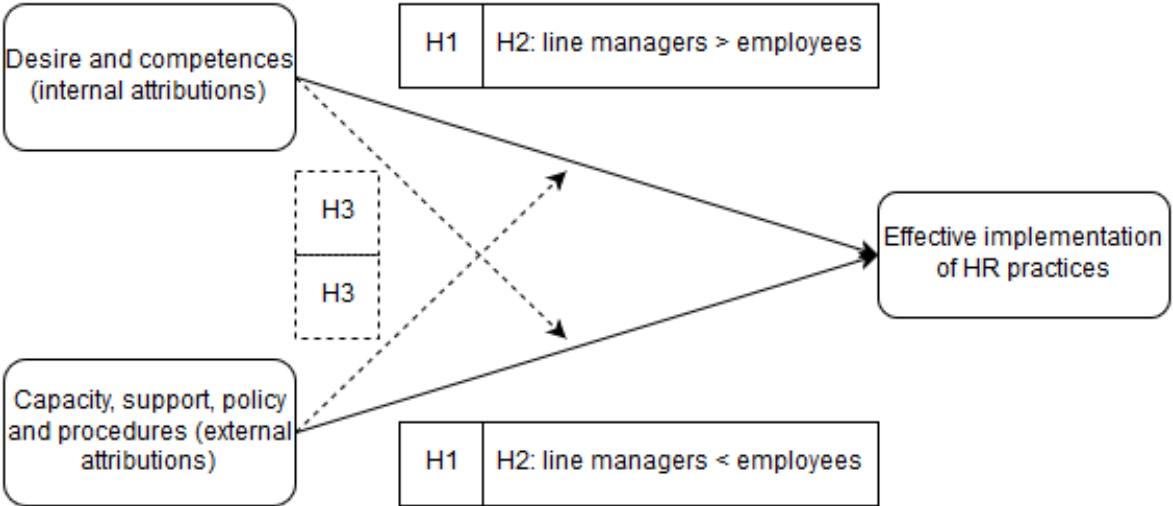 Desire and competences
(internal attributions)
H1
H2: line managers > employees
H3
H3
Effective implementation
of HR practices
Capacity, support, policy
and procedures (external
attributions)
H1
H2: line managers < employees